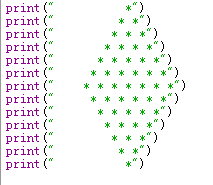 print("          *")
print("         * *")
print("        * * *")
print("       * * * *")
print("      * * * * *")
print("     * * * * * *")
print("    * * * * * * *")
print("     * * * * * *")
print("      * * * * *")
print("       * * * *")
print("        * * *")
print("         * *")
print("          *")